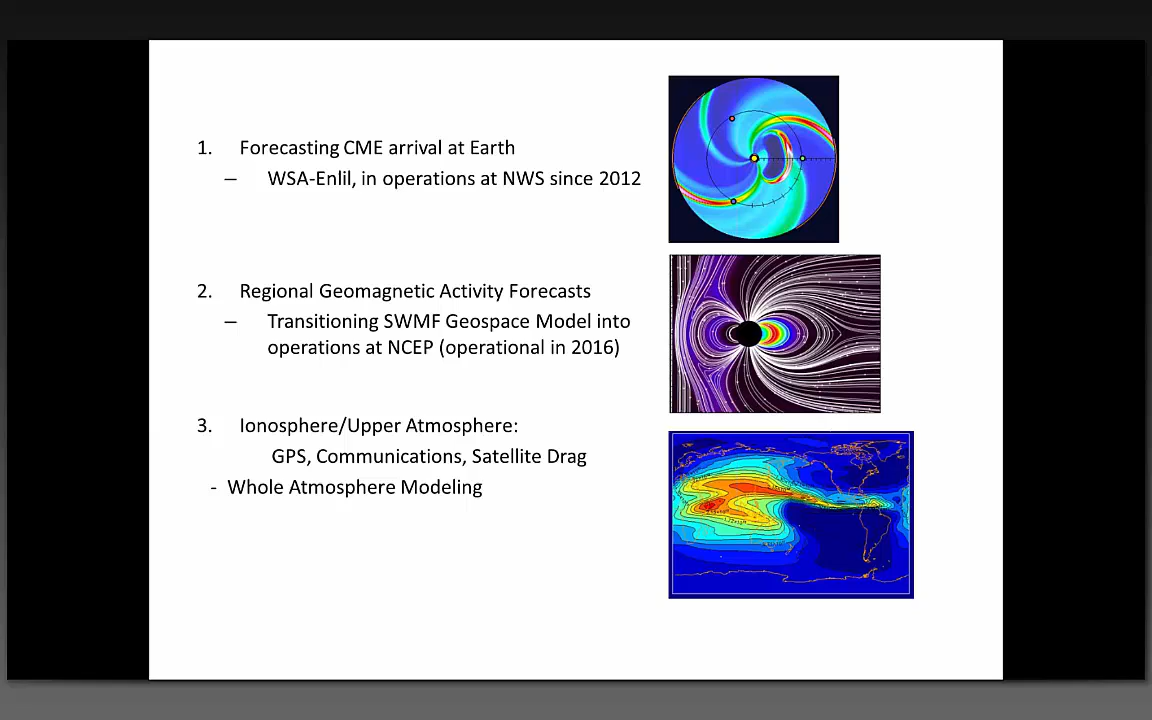 1. Forecasting CME arrival at Earth
– WSA-Enlil, in operations at NWS since 2012
2. Regional Geomagnetic Activity Forecasts
– Transitioning SWMF Geospace Model into
operations at NCEP (operational in 2016)
3. Ionosphere/Upper Atmosphere:
GPS, Communications, Satellite Drag
- Whole Atmosphere Modeling